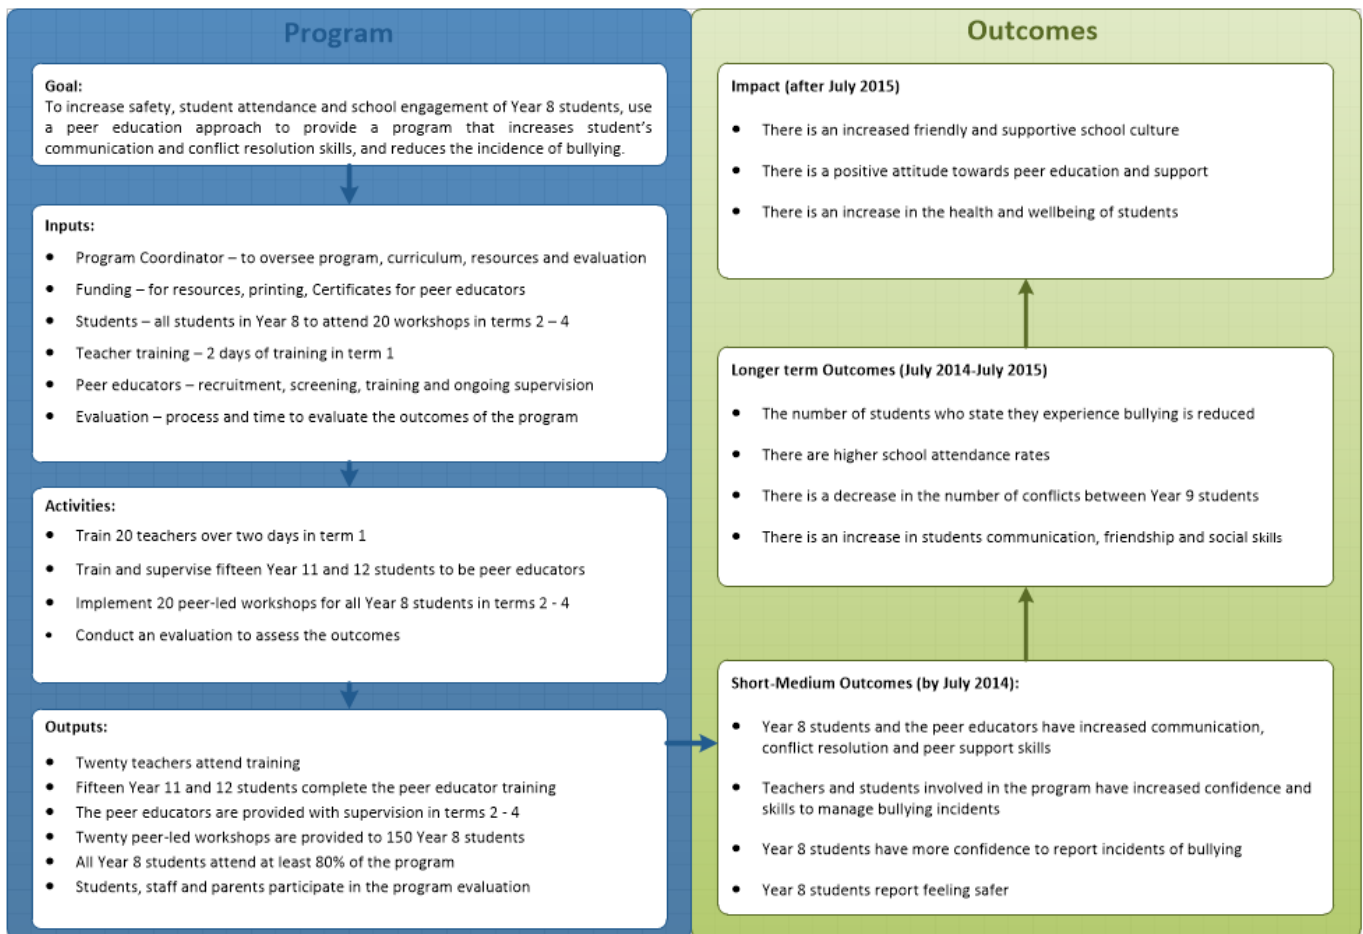 Program
Goal:
To increase safety, student attendance and school engagement of Year 8 students, use
a peer education approach to provide a program that increases student's
communication and conflict resolution skills, and reduces the incidence of bullying.
Inputs:
• Program Coordinator – to oversee program, curriculum, resources and evaluation
• Funding – for resources, printing, Certificates for peer educators
• Students – all students in Year 8 to attend 20 workshops in terms 2 – 4
• Teacher training – 2 days of training in term 1
• Peer educators – recruitment, screening, training and ongoing supervision
• Evaluation – process and time to evaluate the outcomes of the program
Activities:
• Train 20 teachers over two days in term 1
• Train and supervise fifteen Year 11 and 12 students to be peer educators
• Implement 20 peer-led workshops for all Year 8 students in terms 2 - 4
• Conduct an evaluation to assess the outcomes
Outputs:
• Twenty teachers attend training
• Fifteen Year 11 and 12 students complete the peer educator training
• The peer educators are provided with supervision in terms 2 - 4
• Twenty peer-led workshops are provided to 150 Year 8 students
• All Year 8 students attend at least 80% of the program
• Students, staff and parents participate in the program evaluation
Outcomes
Impact (after July 2015)
• There is an increased friendly and supportive school culture
• There is a positive attitude towards peer education and support
• There is an increase in the health and wellbeing of students
Longer term Outcomes (July 2014-July 2015)
• The number of students who state they experience bullying is reduced
• There are higher school attendance rates
• There is a decrease in the number of conflicts between Year 9 students
• There is an increase in students communication, friendship and social skills
Short-Medium Outcomes (by July 2014):
• Year 8 students and the peer educators have increased communication,
conflict resolution and peer support skills
• Teachers and students involved in the program have increased confidence and
skills to manage bullying incidents
• Year 8 students have more confidence to report incidents of bullying
• Year 8 students report feeling safer